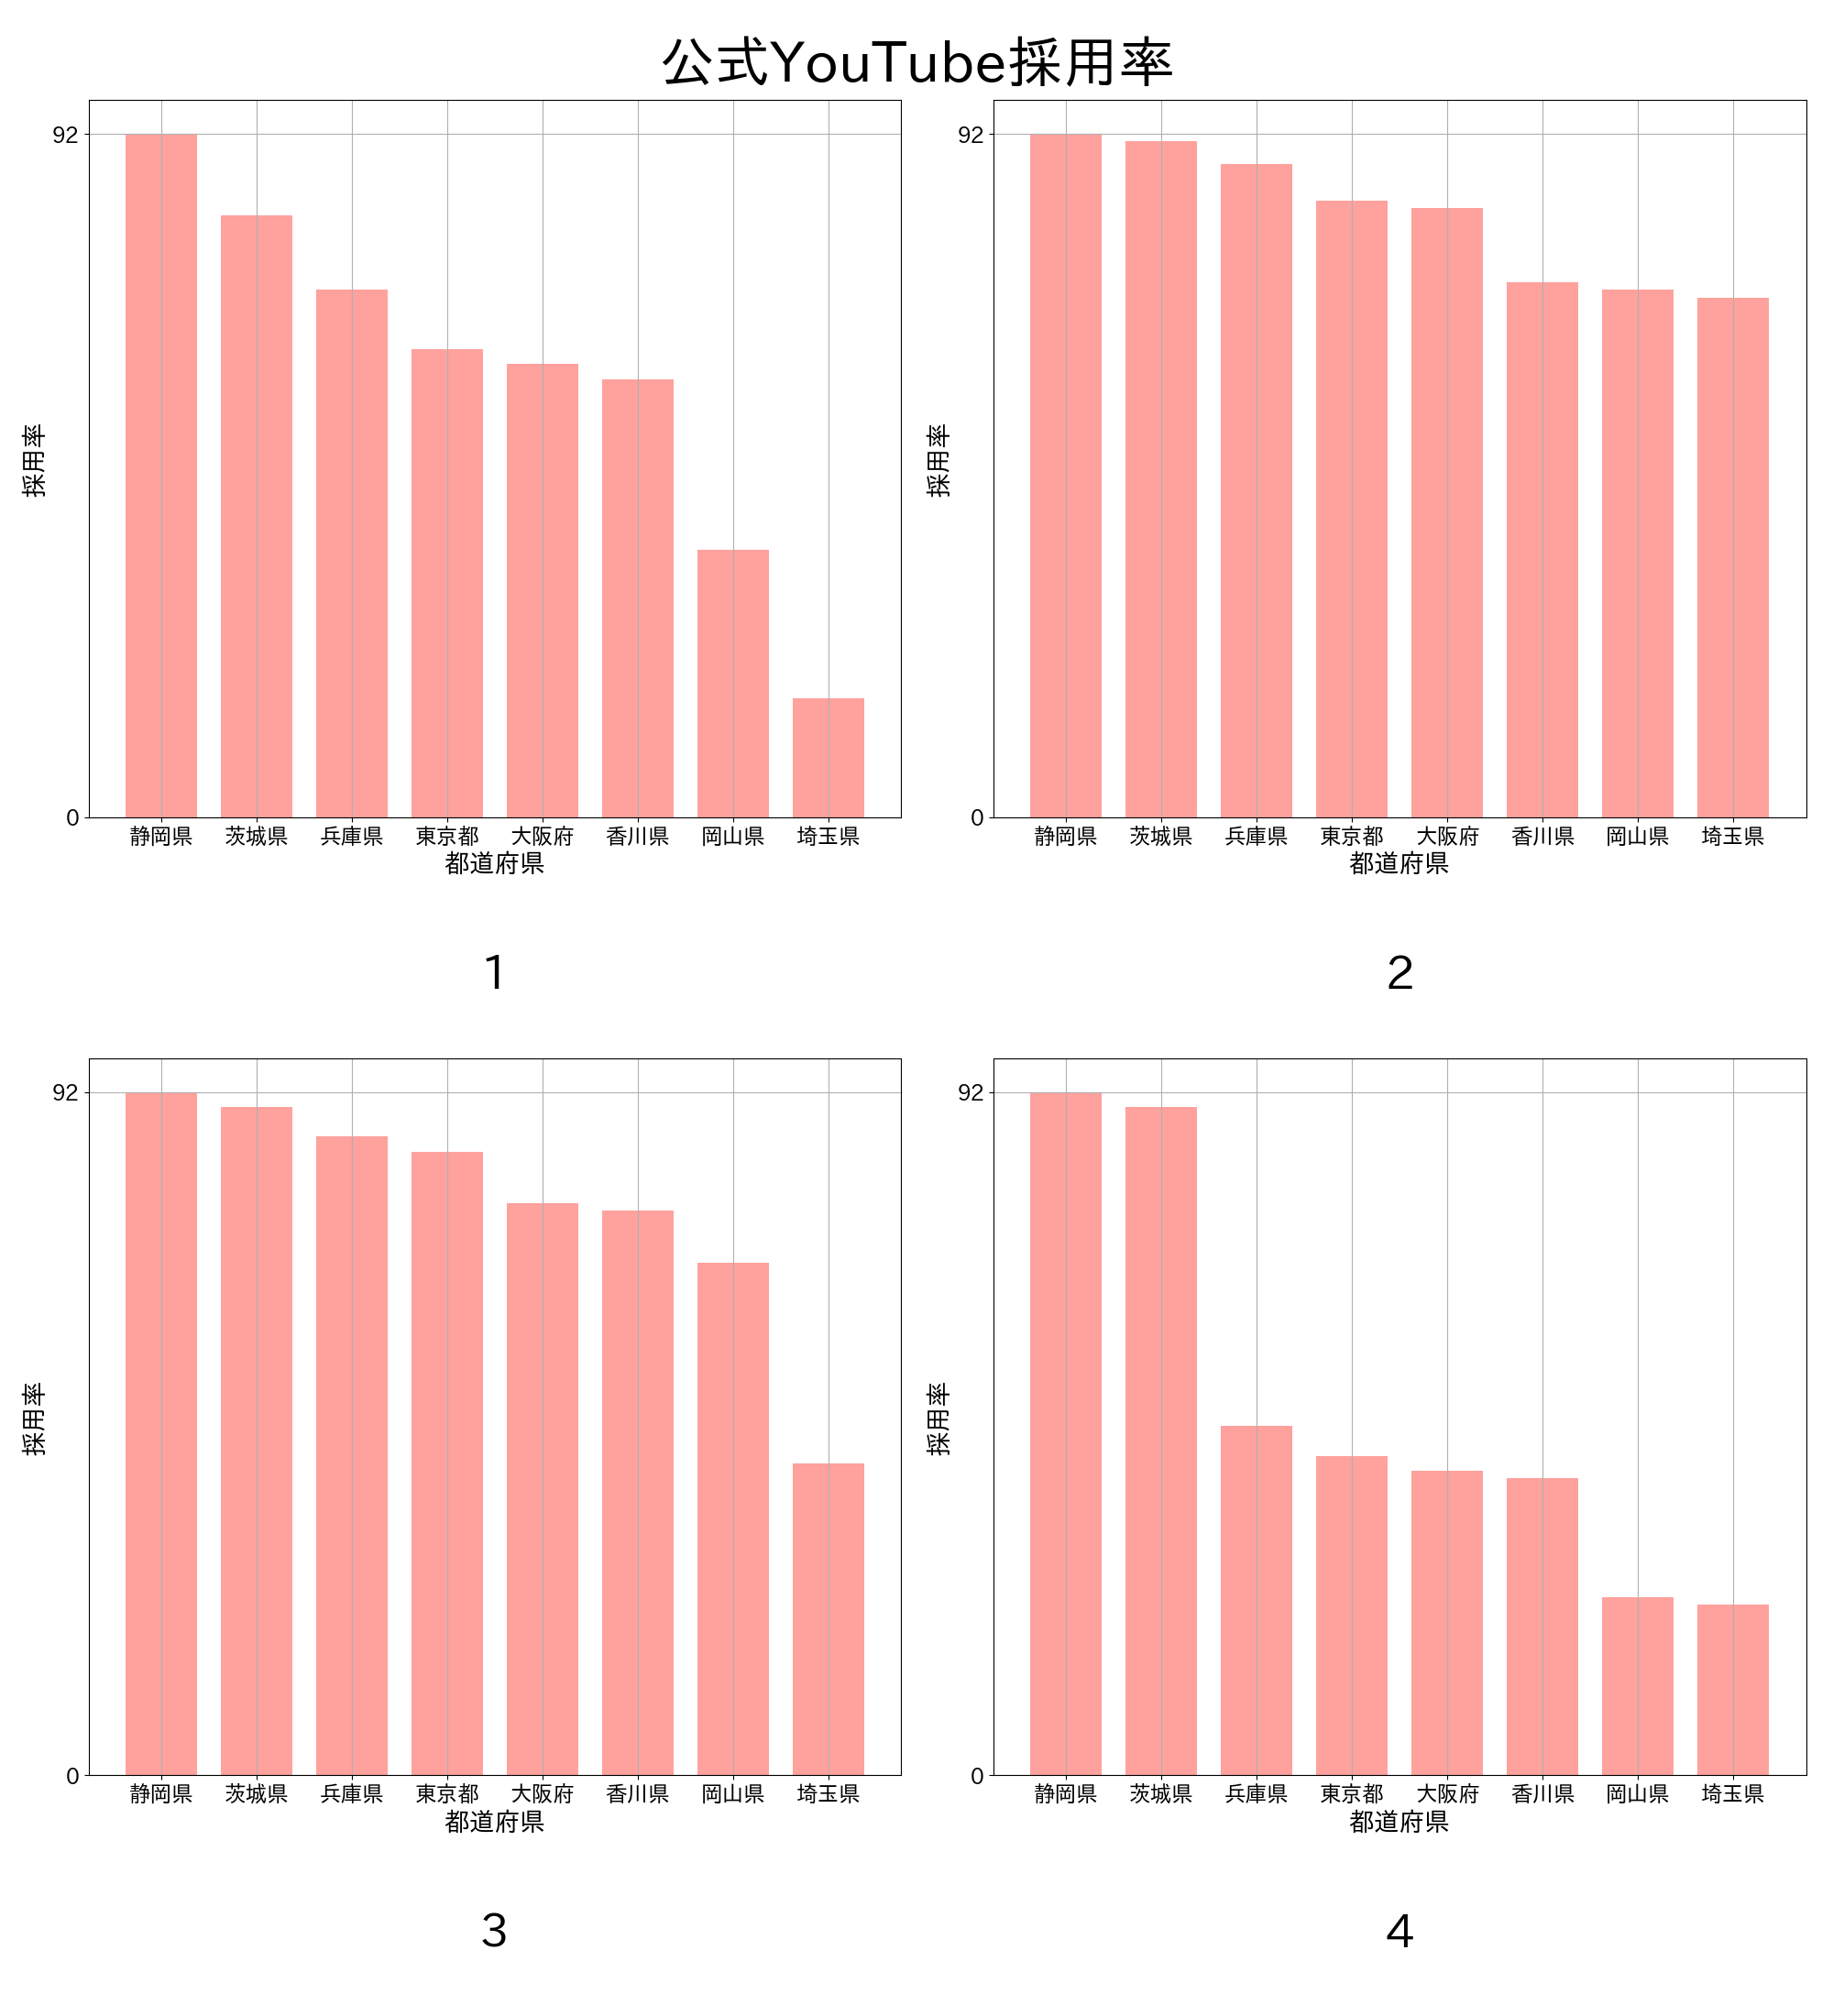 公式YouTube採用率
92
採用率
0
静岡県 茨城県 兵庫県 東京都 大阪府 香川県 岡山県 埼玉県
都道府県
1
92
採用率
0
静岡県 茨城県 兵庫県 東京都 大阪府 香川県 岡山県 埼玉県
都道府県
2
92
採用率
0
静岡県 茨城県 兵庫県 東京都 大阪府 香川県 岡山県 埼玉県
都道府県
3
92
採用率
0
静岡県 茨城県 兵庫県 東京都 大阪府 香川県 岡山県 埼玉県
都道府県
4